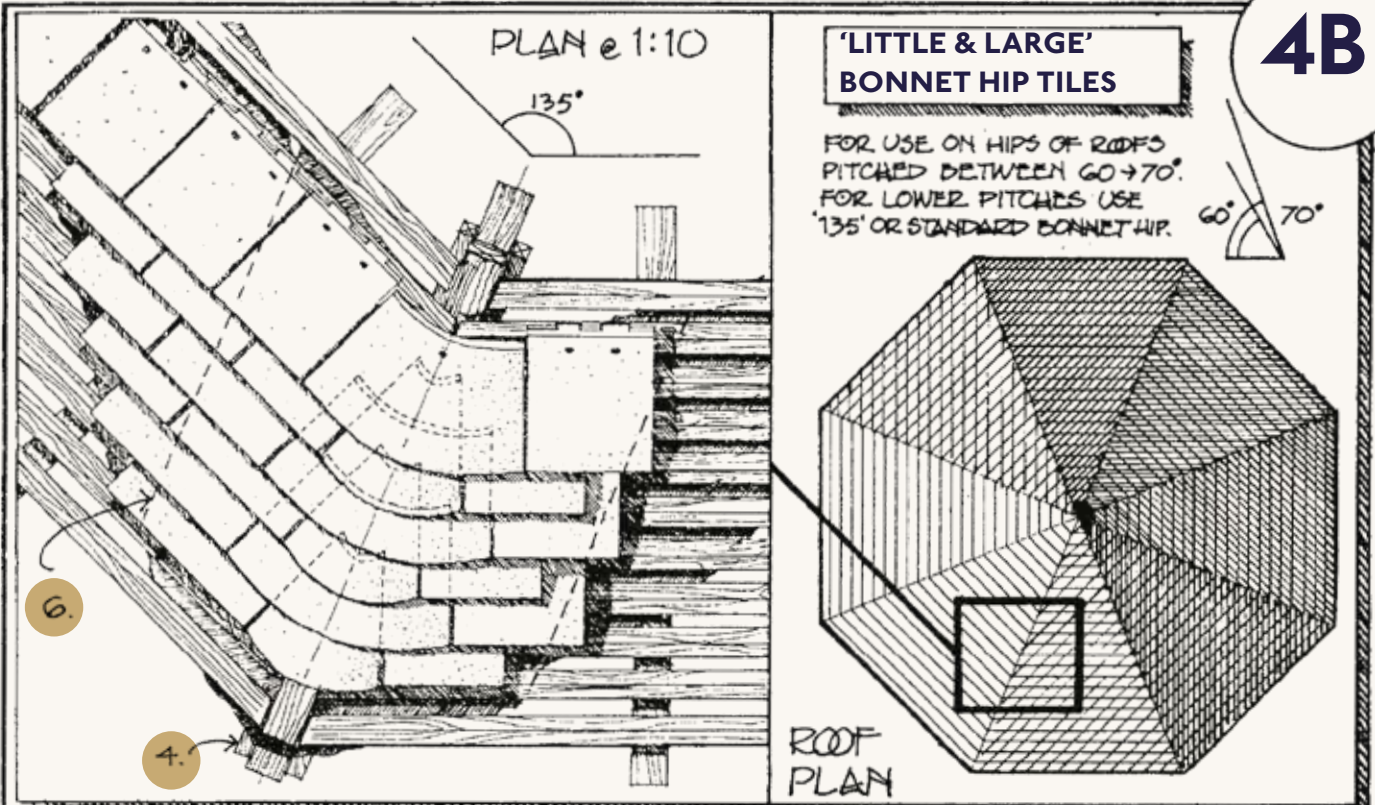 PLAN @ 1:10
135°
6.
4.
4B
‘LITTLE & LARGE’
BONNET HIP TILES
FOR USE ON HIPS OF ROOFS
PITCHED BETWEEN 60→70°.
FOR LOWER PITCHES USE
'135' OR STANDARD BONNET HIP.
60° 70°
ROOF
PLAN